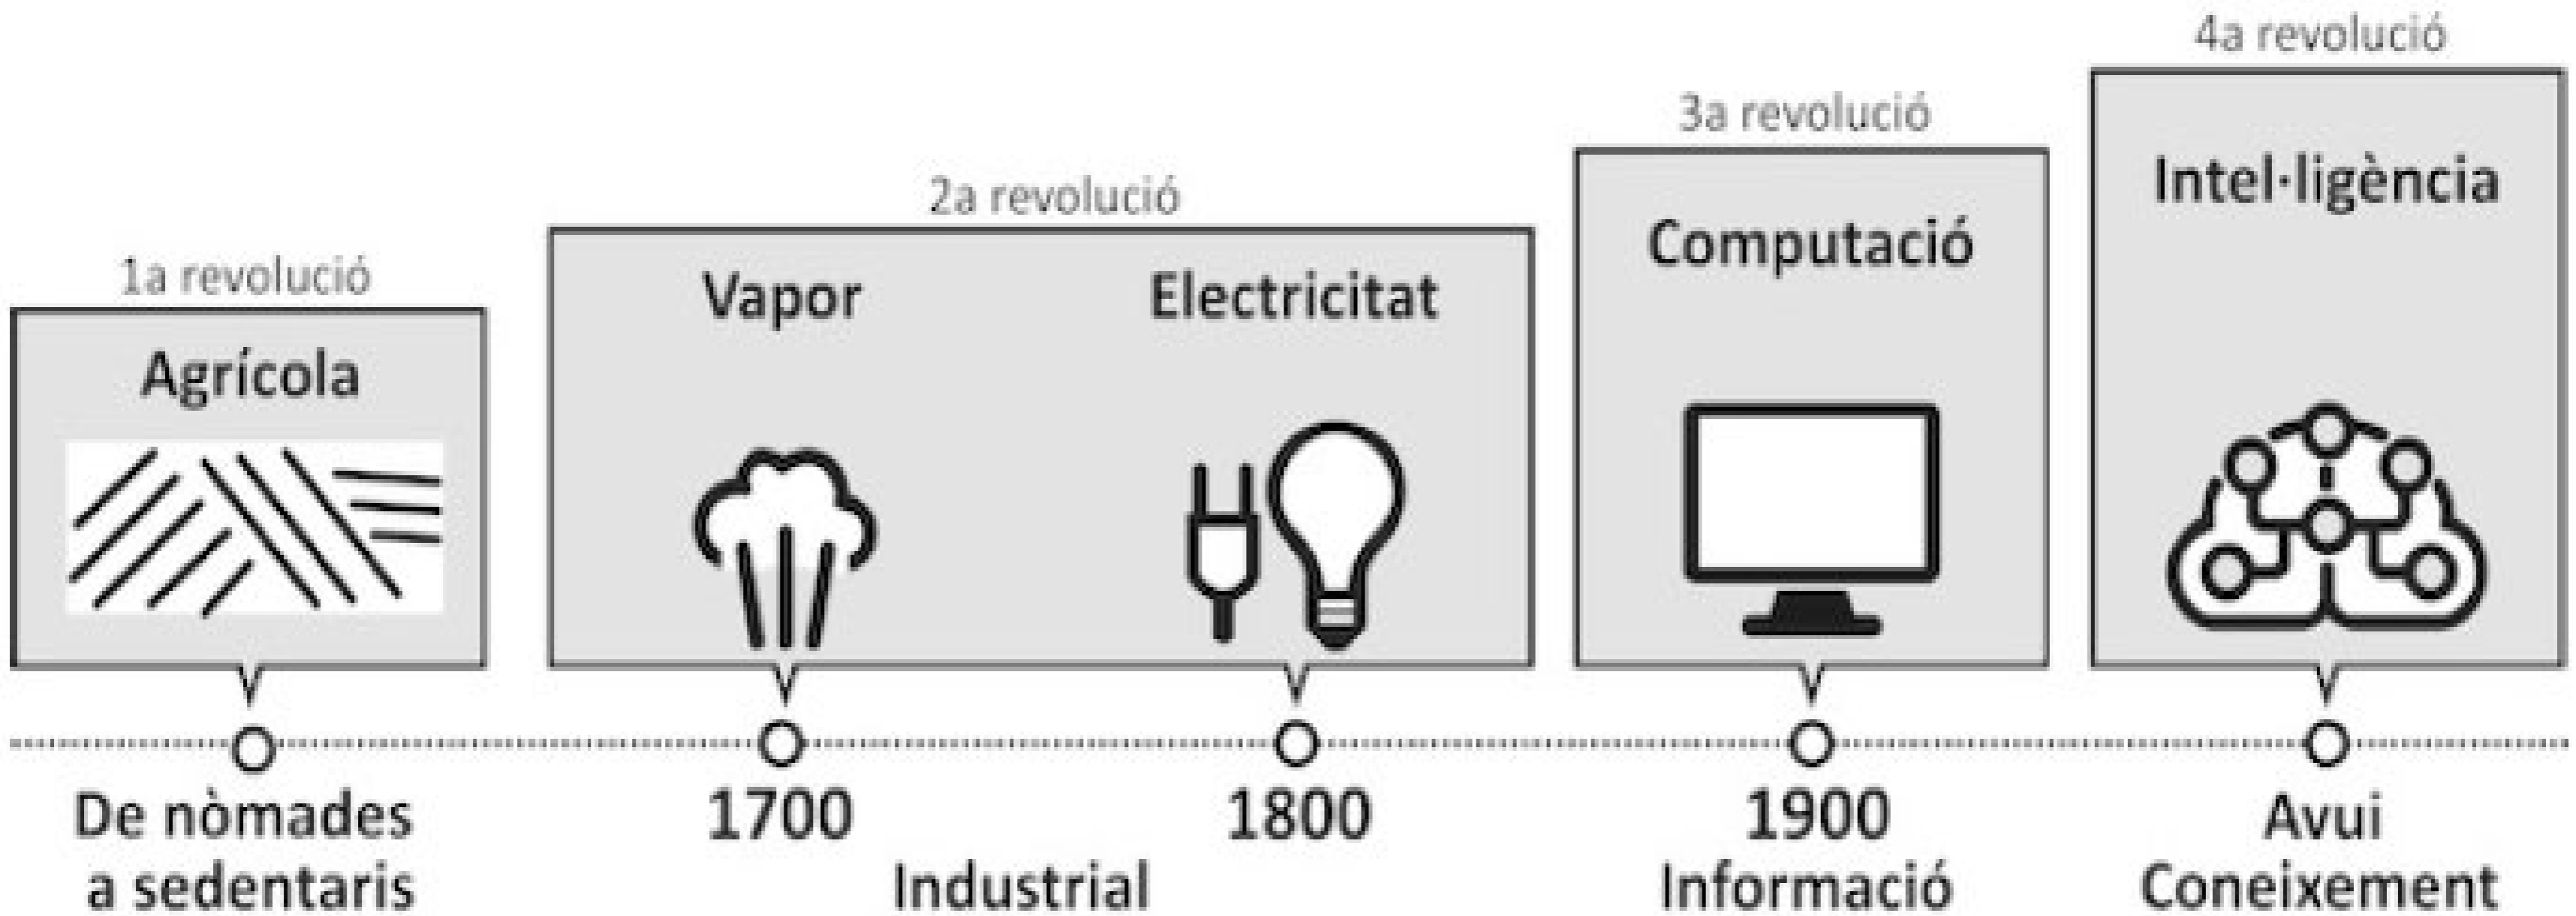 1a revolució
Agrícola
De nòmades
a sedentaris
2a revolució
Vapor
Electricitat
1700
1800
Industrial
3a revolució
Computació
1900
Informació
4a revolució
Intel·ligència
Avui
Coneixement